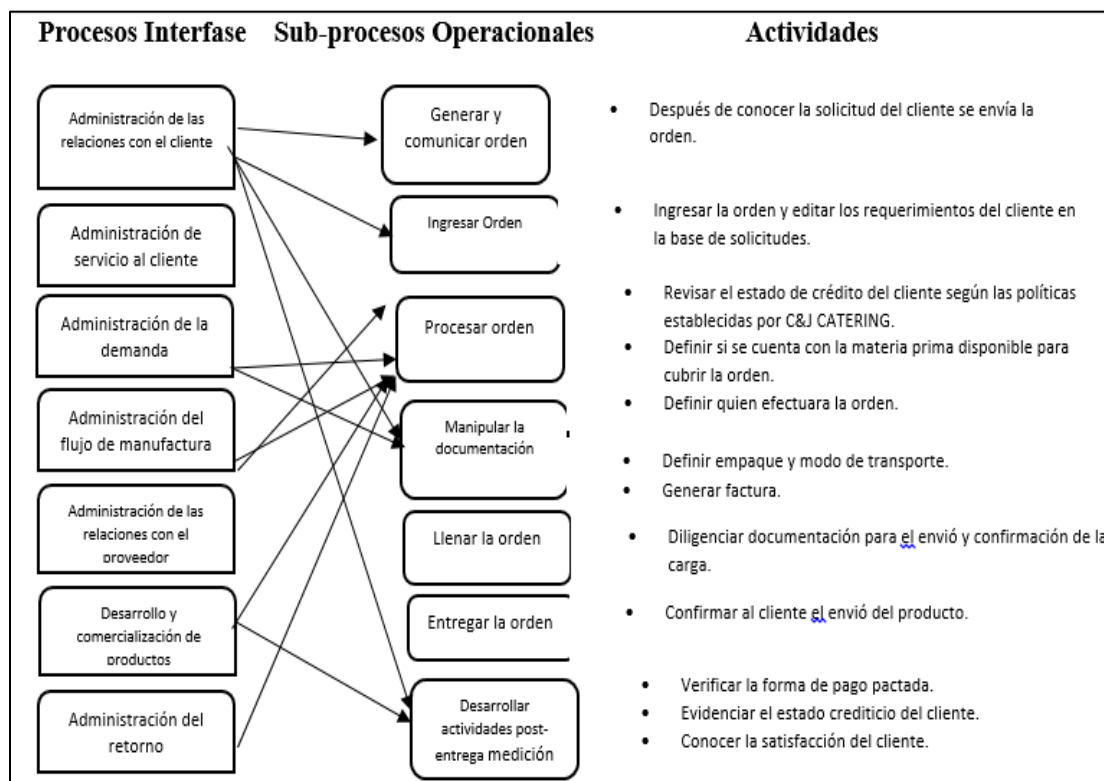 Procesos Interfase Sub-procesos Operacionales Actividades
Administración de las
relaciones con el cliente
Administración de
servicio al cliente
Administración de la
demanda
Administración del
flujo de manufactura
Administración de las
relaciones con el
proveedor
Desarrollo y
comercialización de
productos
Administración del
retorno
Generar y
comunicar orden
Ingresar Orden
Procesar orden
Manipular la
documentación
Llenar la orden
Entregar la orden
Desarrollar
actividades post-
entrega medición
• Después de conocer la solicitud del cliente se envía la
orden.
• Ingresar la orden y editar los requerimientos del cliente en
la base de solicitudes.
• Revisar el estado de crédito del cliente según las políticas
establecidas por C&J CATERING.
• Definir si se cuenta con la materia prima disponible para
cubrir la orden.
• Definir quien efectuara la orden.
• Definir empaque y modo de transporte.
• Generar factura.
• Diligenciar documentación para el envió y confirmación de la
carga.
• Confirmar al cliente el envió del producto.
• Verificar la forma de pago pactada.
• Evidenciar el estado crediticio del cliente.
• Conocer la satisfacción del cliente.